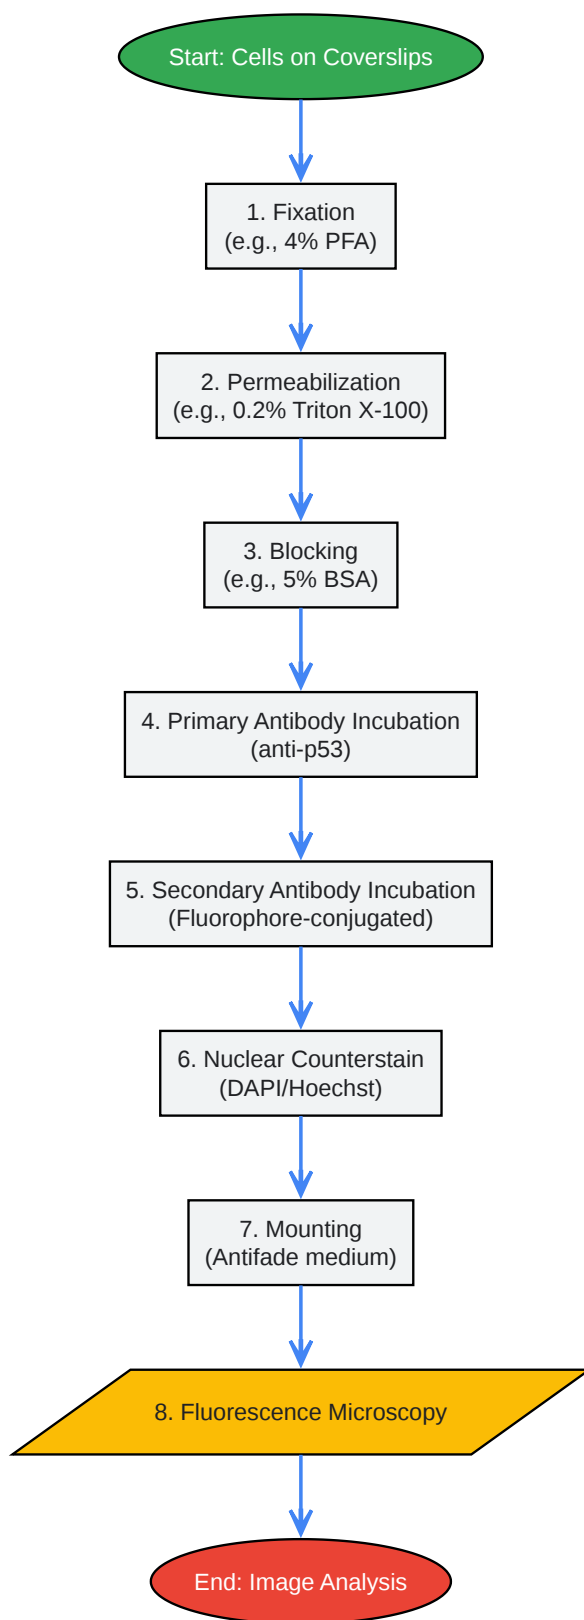 Start: Cells on Coverslips
1. Fixation
(e.g., 4% PFA)
2. Permeabilization
(e.g., 0.2% Triton X-100)
3. Blocking
(e.g., 5% BSA)
4. Primary Antibody Incubation
(anti-p53)
5. Secondary Antibody Incubation
(Fluorophore-conjugated)
6. Nuclear Counterstain
(DAPI/Hoechst)
7. Mounting
(Antifade medium)
8. Fluorescence Microscopy
End: Image Analysis